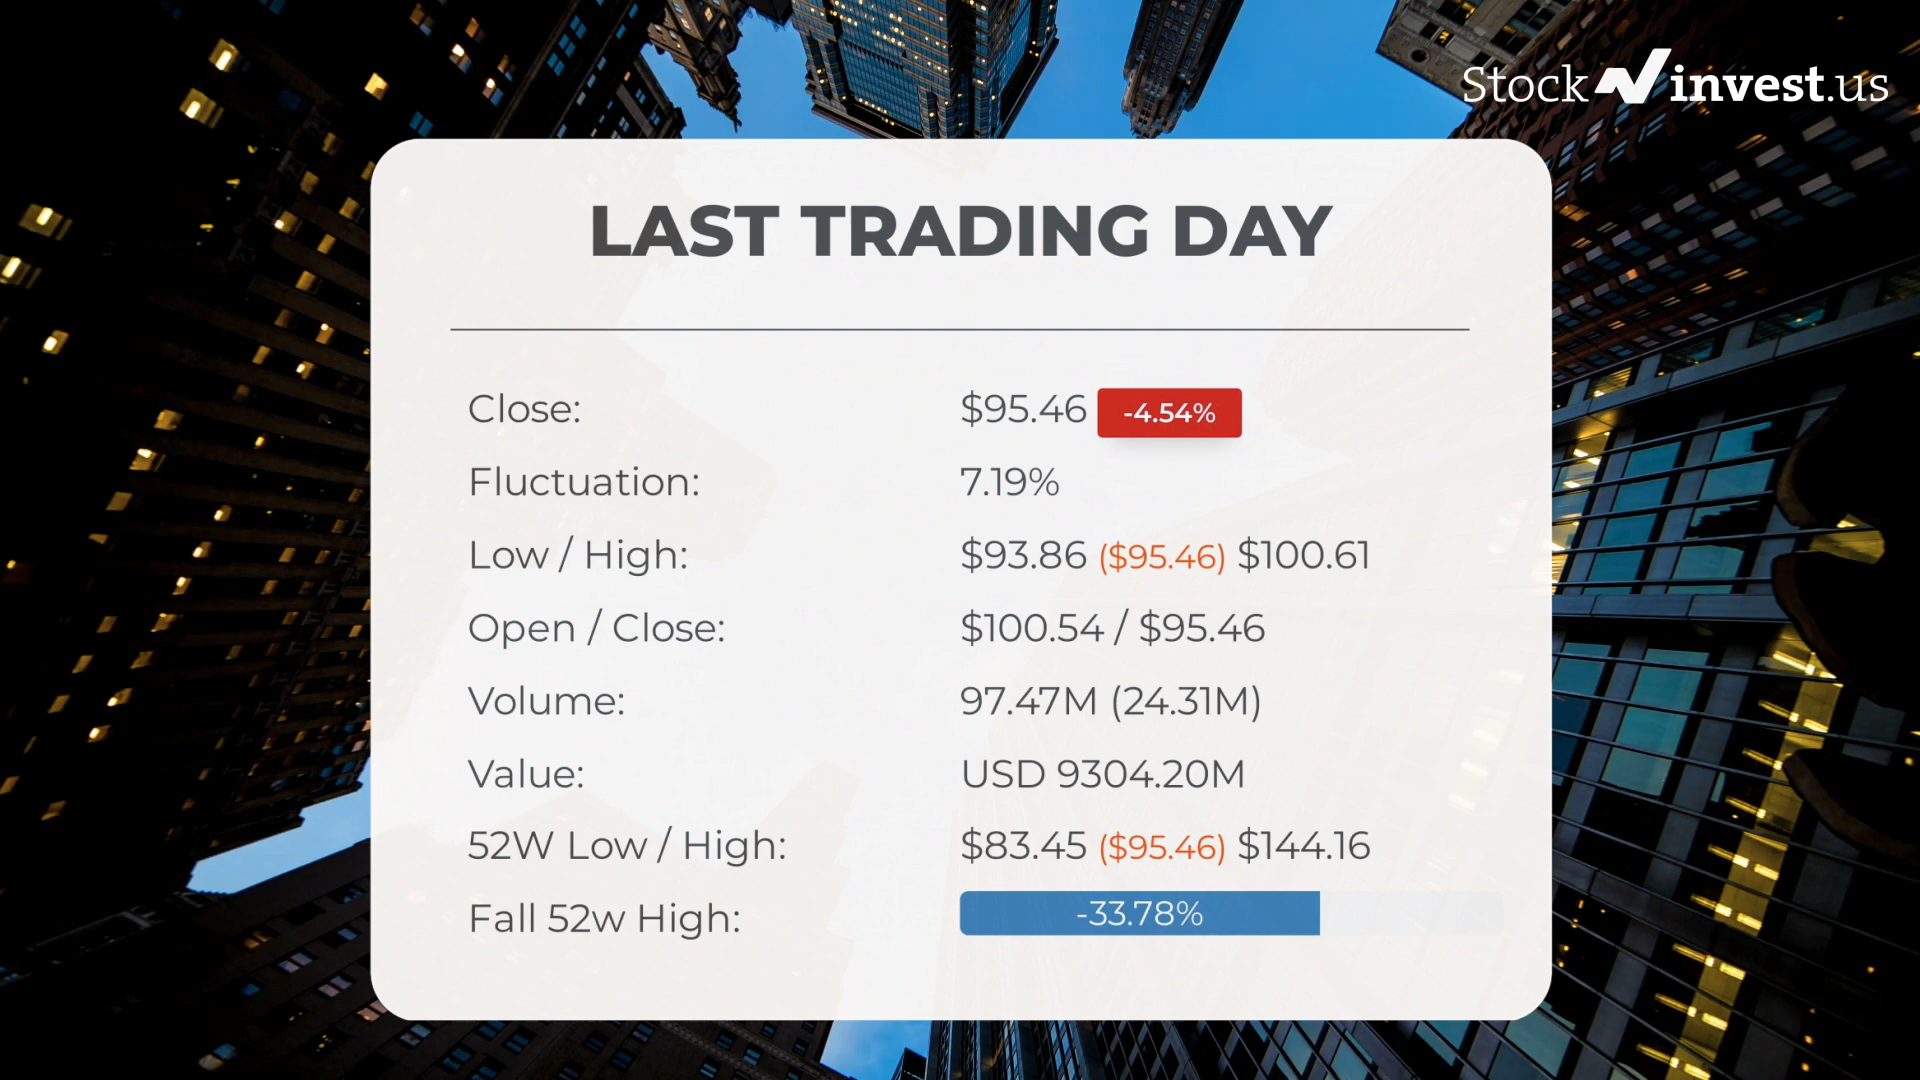 Stock invest.us
LAST TRADING DAY
Close: $95.46 -4.54%
Fluctuation: 7.19%
Low / High: $93.86 ($95.46) $100.61
Open / Close: $100.54 / $95.46
Volume: 97.47M (24.31M)
Value: USD 9304.20M
52W Low / High: $83.45 ($95.46) $144.16
Fall 52w High: -33.78%